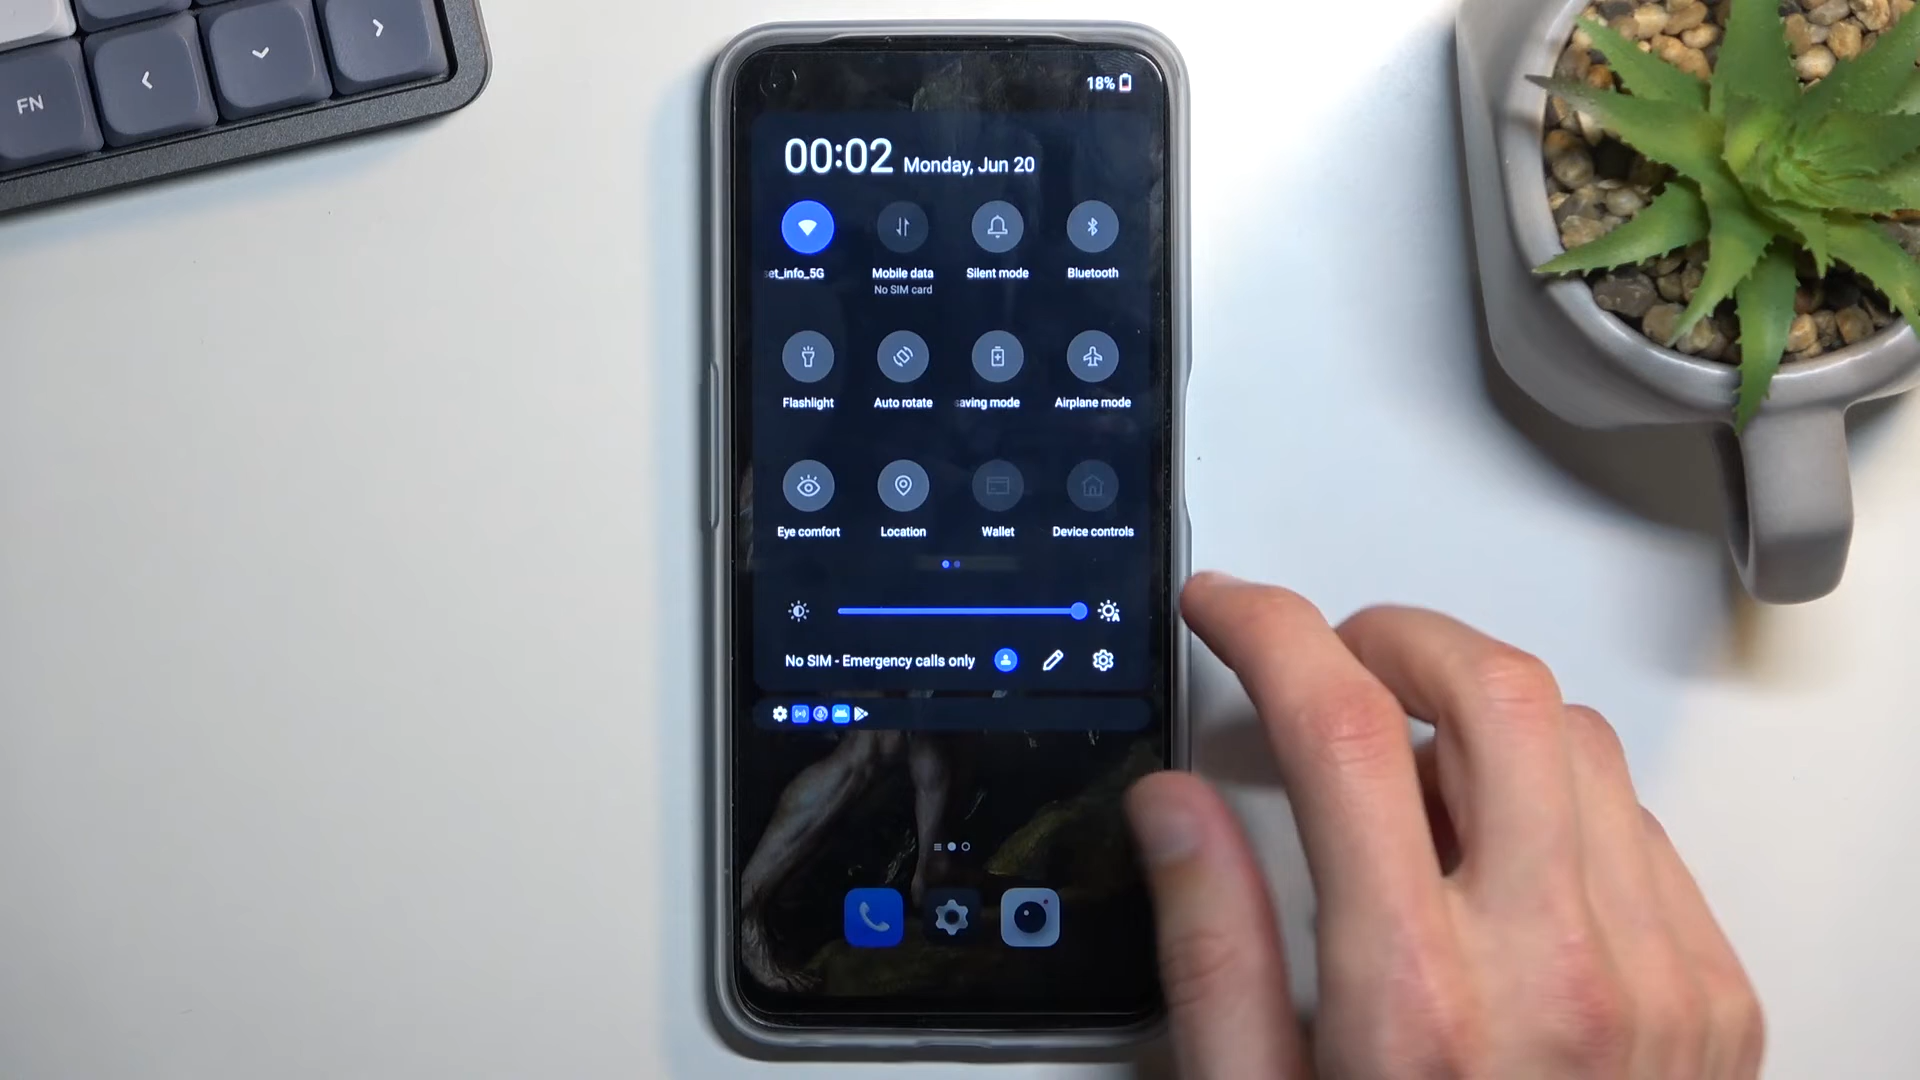 FN
18%
00:02 Monday, Jun 20
et_info_5G
Mobile data
No SIM card
Silent mode
Bluetooth
Flashlight
Auto rotate
saving mode
Airplane mode
Eye comfort
Location
Wallet
Device controls
No SIM - Emergency calls only